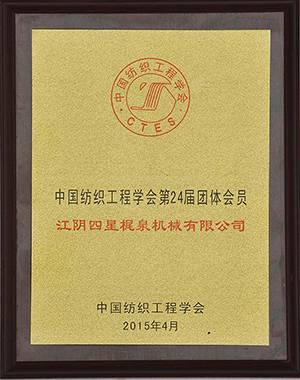 ·中国纺织工程学会·
CTES
中国纺织工程学会第24届团体会员
江阴四星梶泉机械有限公司
中国纺织工程学会
2015年4月